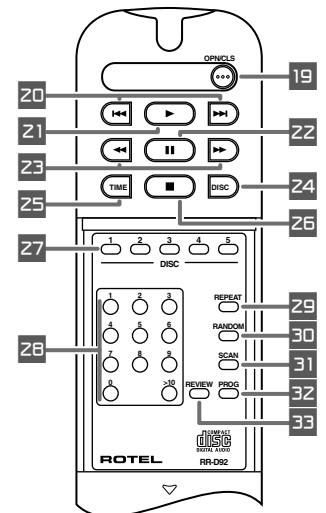 OPN/CLS
19
20
21
22
23
TIME
DISC
24
25
26
27
1 2 3 4 5
DISC
1 2 3
REPEAT
29
4 5 6
RANDOM
30
28
7 8 9
SCAN
31
0 >10
REVIEW PROG
32
33
COMPACT
disc
DIGITAL AUDIO
ROTEL
RR-D92